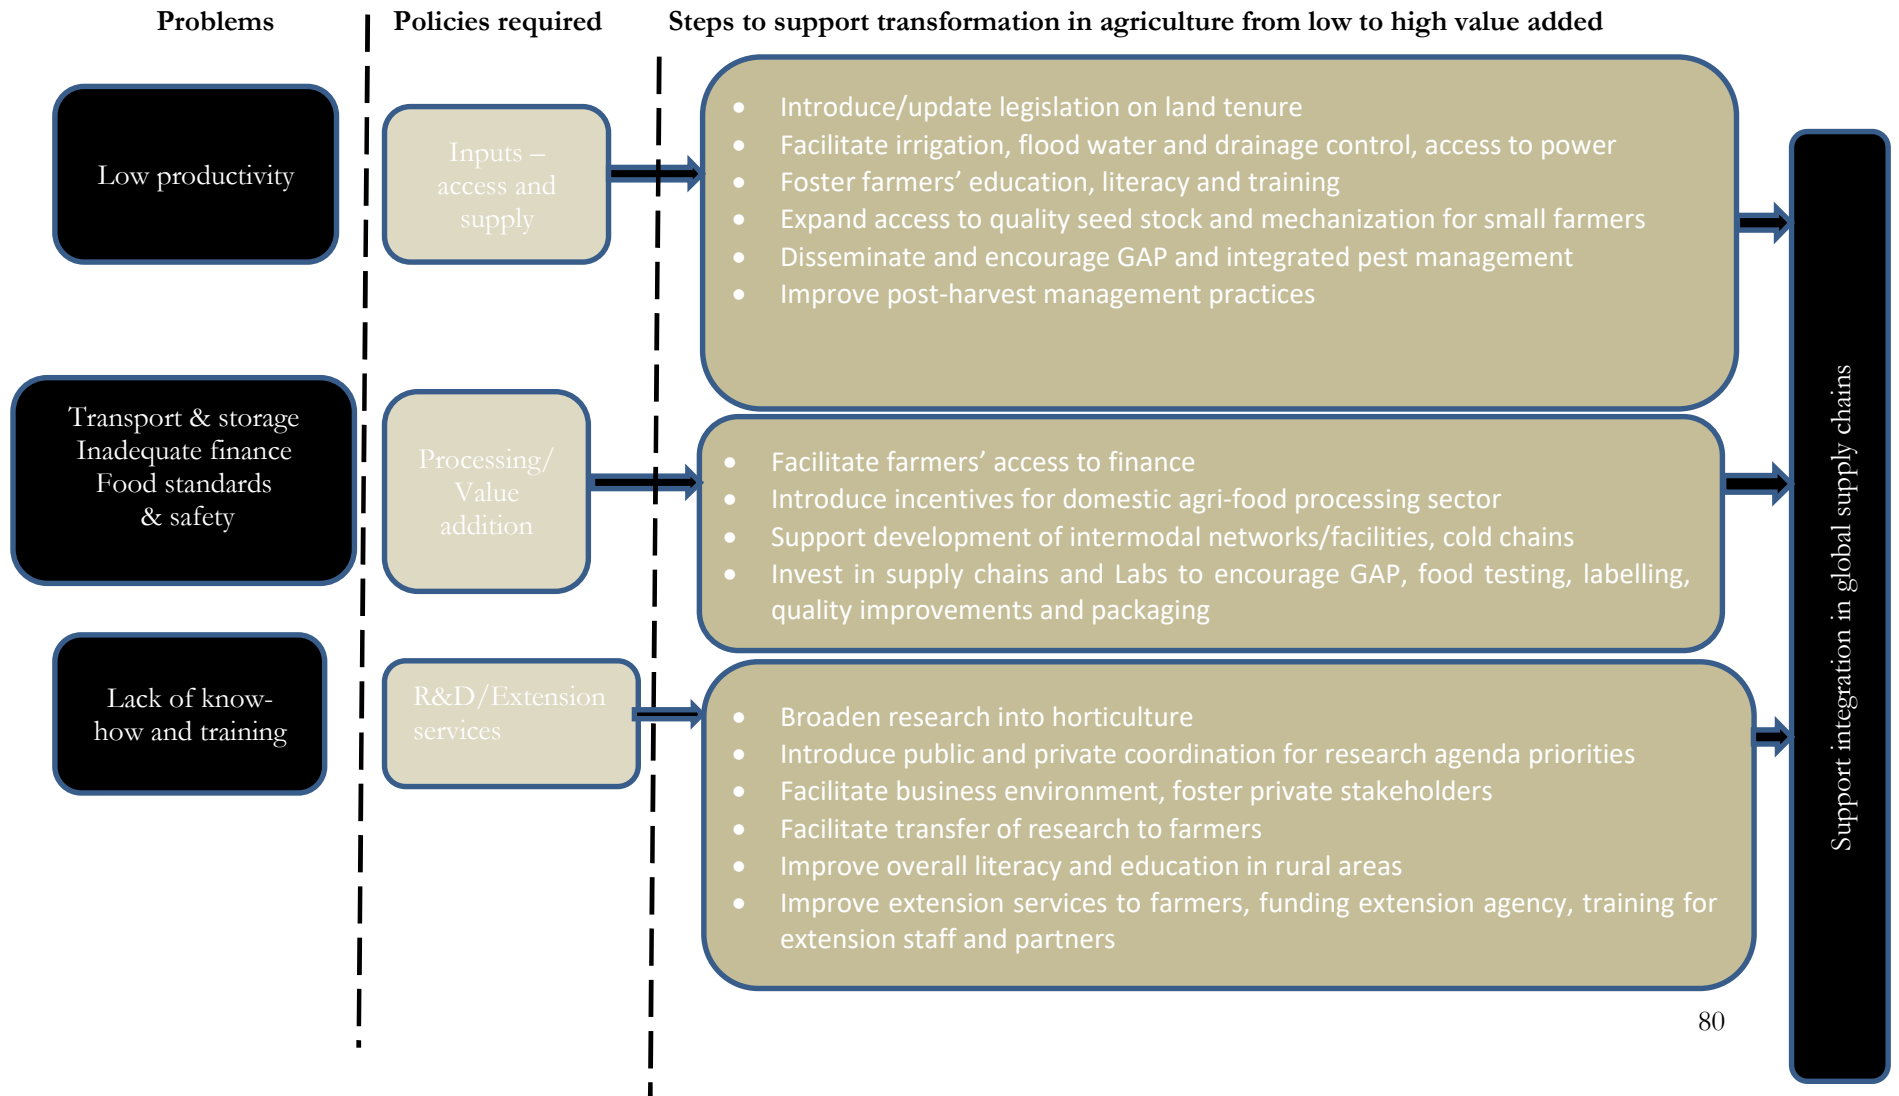 Problems
Policies required
Steps to support transformation in agriculture from low to high value added
Low productivity
Inputs –
access and
supply
• Introduce/update legislation on land tenure
• Facilitate irrigation, flood water and drainage control, access to power
• Foster farmers’ education, literacy and training
• Expand access to quality seed stock and mechanization for small farmers
• Disseminate and encourage GAP and integrated pest management
• Improve post-harvest management practices
Transport & storage
Inadequate finance
Food standards
& safety
Processing/
Value
addition
• Facilitate farmers’ access to finance
• Introduce incentives for domestic agri-food processing sector
• Support development of intermodal networks/facilities, cold chains
• Invest in supply chains and Labs to encourage GAP, food testing, labelling,
quality improvements and packaging
Lack of know-
how and training
R&D/Extension
services
• Broaden research into horticulture
• Introduce public and private coordination for research agenda priorities
• Facilitate business environment, foster private stakeholders
• Facilitate transfer of research to farmers
• Improve overall literacy and education in rural areas
• Improve extension services to farmers, funding extension agency, training for
extension staff and partners
Support integration in global supply chains
80